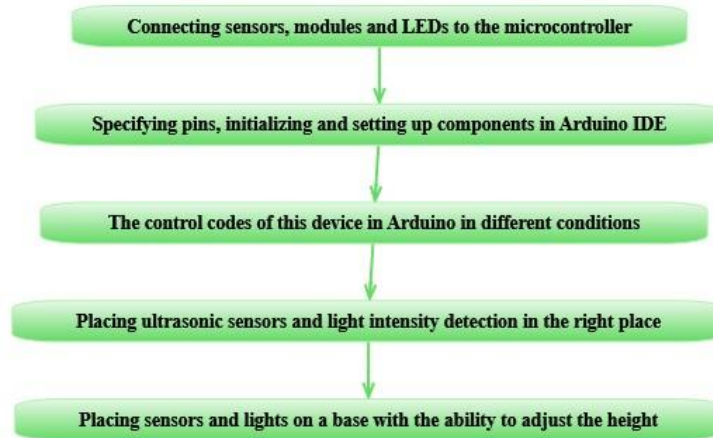 Connecting sensors, modules and LEDs to the microcontroller
Specifying pins, initializing and setting up components in Arduino IDE
The control codes of this device in Arduino in different conditions
Placing ultrasonic sensors and light intensity detection in the right place
Placing sensors and lights on a base with the ability to adjust the height